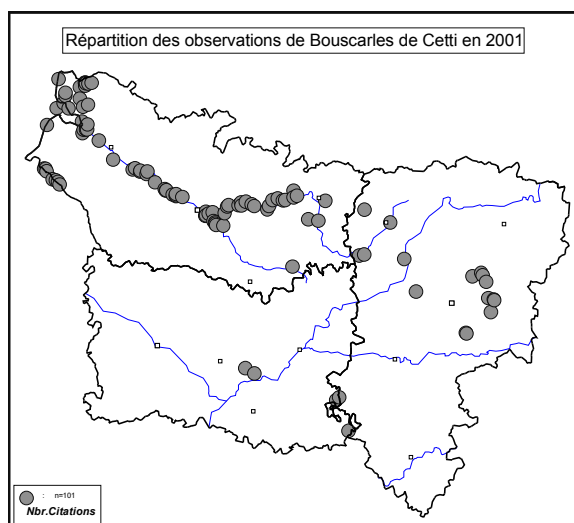 Répartition des observations de Bouscarles de Cetti en 2001
: n=101
Nbr.Citations